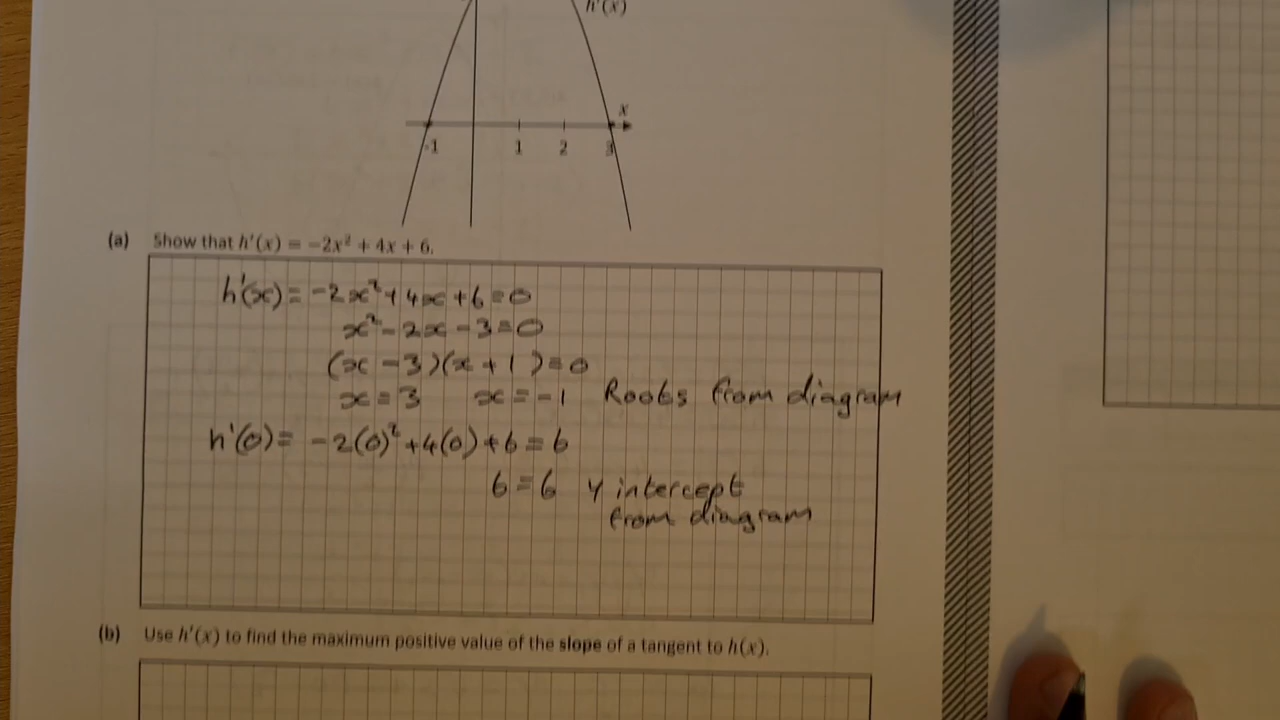 h'(x)
x
-1 1 2 3
(a) Show that h'(x) = −2x² + 4x + 6.
h'(x) = -2x² + 4x + 6 = 0
x² - 2x - 3 = 0
(x - 3)(x + 1) = 0
x = 3 x = -1 Roots from diagram
h'(0) = -2(0)² + 4(0) + 6 = 6
6 = 6 y intercept
from diagram
(b) Use h'(x) to find the maximum positive value of the slope of a tangent to h(x).